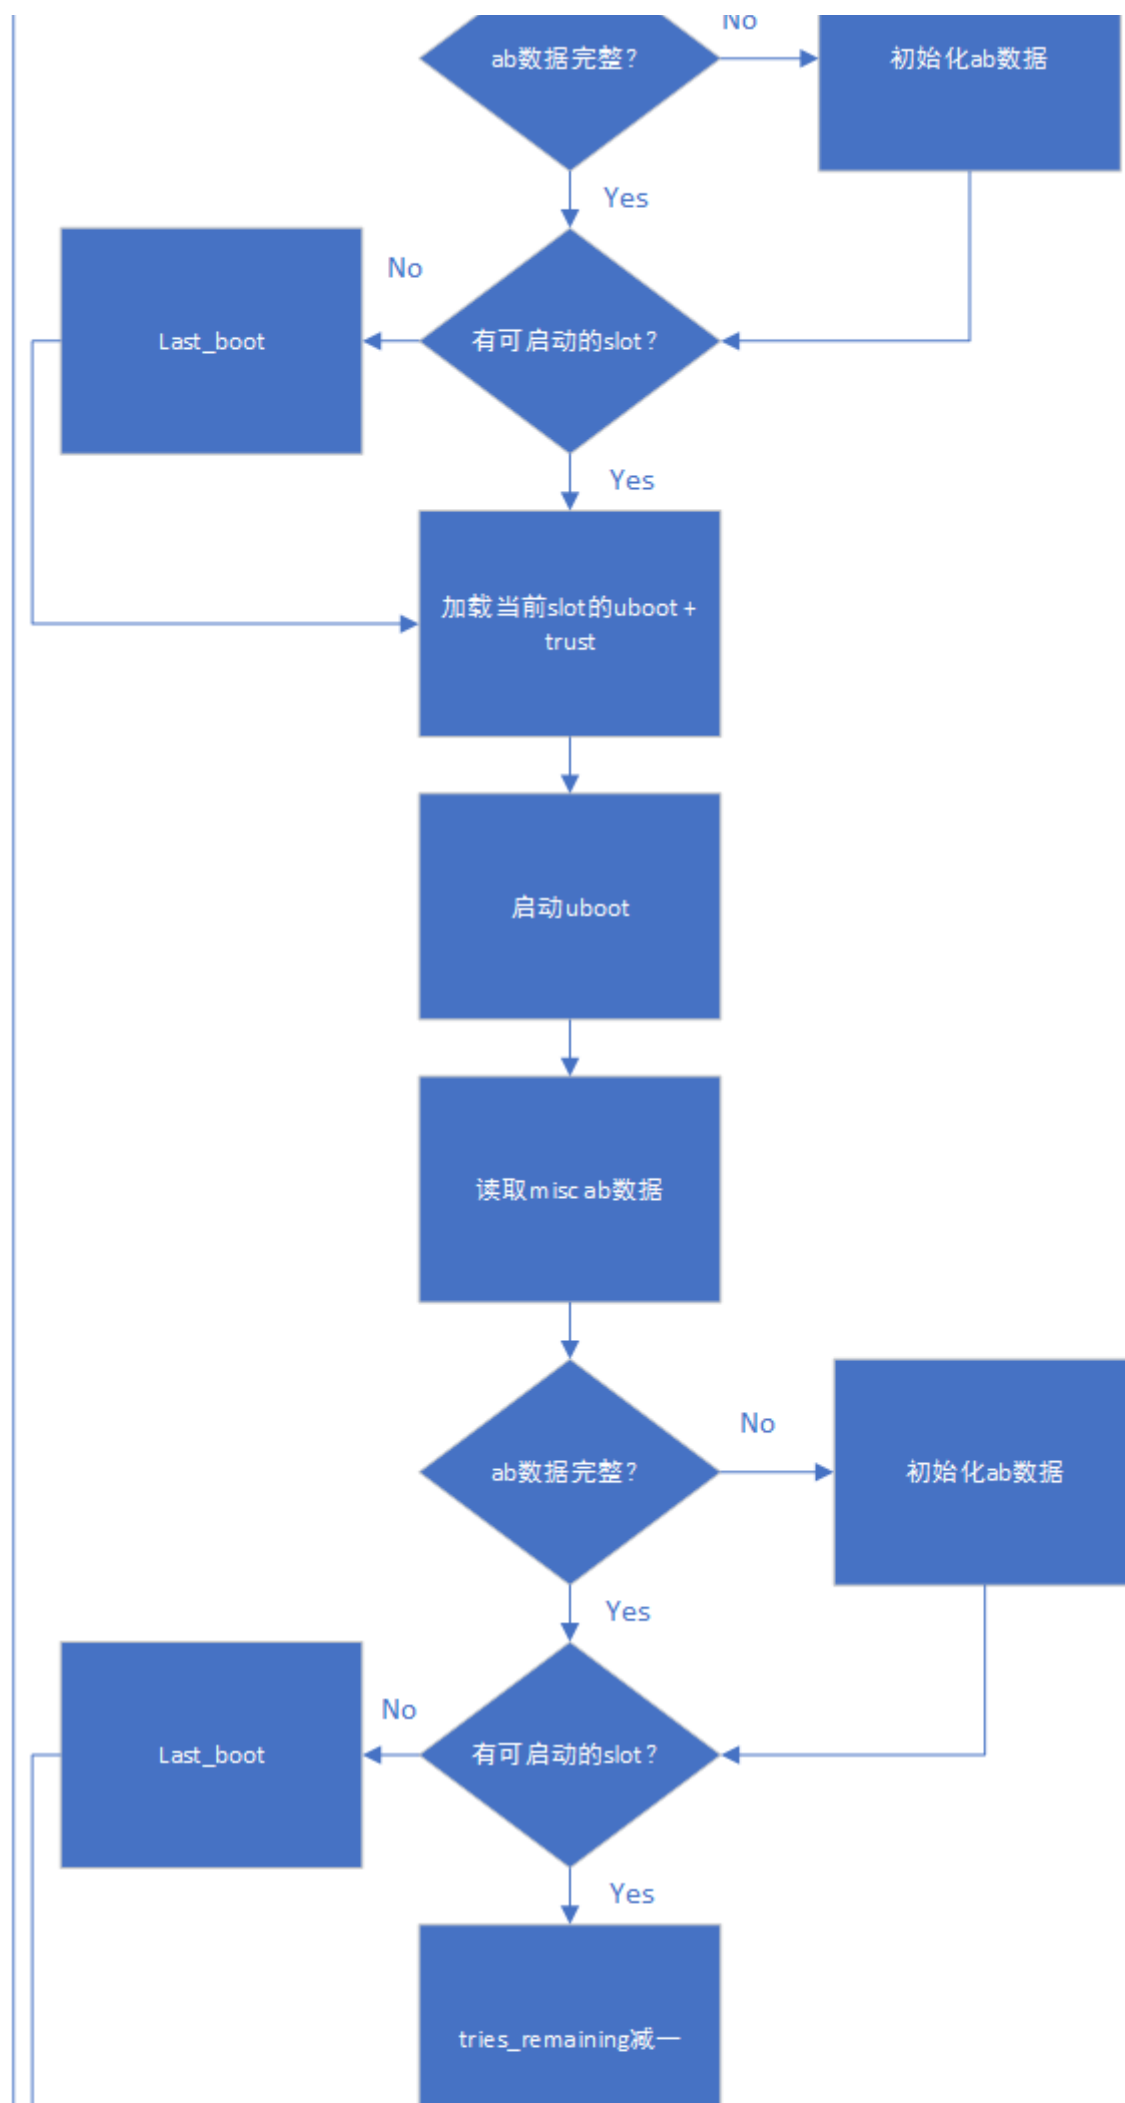 No
ab数据完整?
初始化ab数据
Yes
No
Last_boot
有可启动的slot?
Yes
加载当前slot的uboot +
trust
启动uboot
读取misc ab数据
No
ab数据完整?
初始化ab数据
Yes
No
Last_boot
有可启动的slot?
Yes
tries_remaining减一